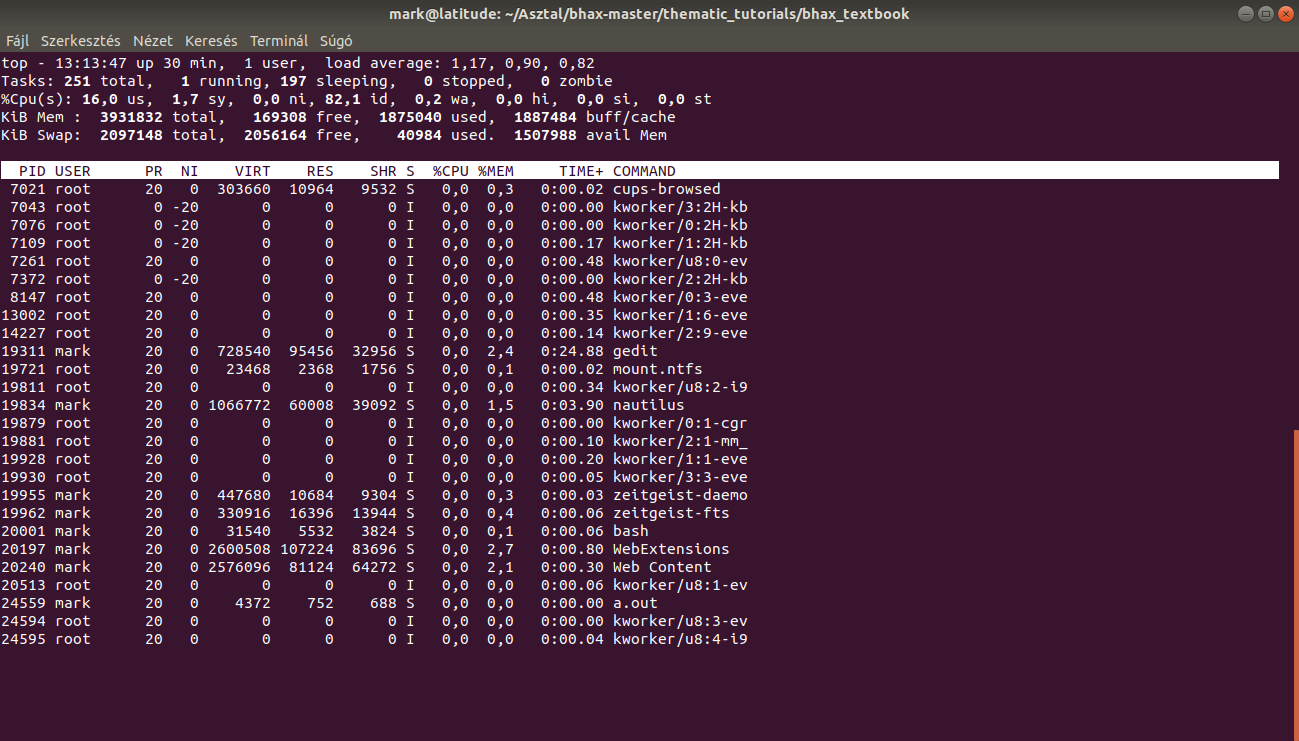 mark@latitude: ~/Asztal/bhax-master/thematic_tutorials/bhax_textbook
Fájl Szerkesztés Nézet Keresés Terminál Súgó
top - 13:13:47 up 30 min,  1 user,  load average: 1,17, 0,90, 0,82
Tasks: 251 total,   1 running, 197 sleeping,   0 stopped,   0 zombie
%Cpu(s): 16,0 us,  1,7 sy,  0,0 ni, 82,1 id,  0,2 wa,  0,0 hi,  0,0 si,  0,0 st
KiB Mem :  3931832 total,   169308 free,  1875040 used,  1887484 buff/cache
KiB Swap:  2097148 total,  2056164 free,    40984 used.  1507988 avail Mem
  PID USER      PR  NI    VIRT    RES    SHR S  %CPU %MEM     TIME+ COMMAND
 7021 root      20   0  303660  10964   9532 S   0,0  0,3   0:00.02 cups-browsed
 7043 root       0 -20       0      0      0 I   0,0  0,0   0:00.00 kworker/3:2H-kb
 7076 root       0 -20       0      0      0 I   0,0  0,0   0:00.00 kworker/0:2H-kb
 7109 root       0 -20       0      0      0 I   0,0  0,0   0:00.17 kworker/1:2H-kb
 7261 root      20   0       0      0      0 I   0,0  0,0   0:00.48 kworker/u8:0-ev
 7372 root       0 -20       0      0      0 I   0,0  0,0   0:00.00 kworker/2:2H-kb
 8147 root      20   0       0      0      0 I   0,0  0,0   0:00.48 kworker/0:3-eve
13002 root      20   0       0      0      0 I   0,0  0,0   0:00.35 kworker/1:6-eve
14227 root      20   0       0      0      0 I   0,0  0,0   0:00.14 kworker/2:9-eve
19311 mark      20   0  728540  95456  32956 S   0,0  2,4   0:24.88 gedit
19721 root      20   0   23468   2368   1756 S   0,0  0,1   0:00.02 mount.ntfs
19811 root      20   0       0      0      0 I   0,0  0,0   0:00.34 kworker/u8:2-i9
19834 mark      20   0 1066772  60008  39092 S   0,0  1,5   0:03.90 nautilus
19879 root      20   0       0      0      0 I   0,0  0,0   0:00.00 kworker/0:1-cgr
19881 root      20   0       0      0      0 I   0,0  0,0   0:00.10 kworker/2:1-mm_
19928 root      20   0       0      0      0 I   0,0  0,0   0:00.20 kworker/1:1-eve
19930 root      20   0       0      0      0 I   0,0  0,0   0:00.05 kworker/3:3-eve
19955 mark      20   0  447680  10684   9304 S   0,0  0,3   0:00.03 zeitgeist-daemo
19962 mark      20   0  330916  16396  13944 S   0,0  0,4   0:00.06 zeitgeist-fts
20001 mark      20   0   31540   5532   3824 S   0,0  0,1   0:00.06 bash
20197 mark      20   0 2600508 107224  83696 S   0,0  2,7   0:00.80 WebExtensions
20240 mark      20   0 2576096  81124  64272 S   0,0  2,1   0:00.30 Web Content
20513 root      20   0       0      0      0 I   0,0  0,0   0:00.06 kworker/u8:1-ev
24559 mark      20   0    4372    752    688 S   0,0  0,0   0:00.00 a.out
24594 root      20   0       0      0      0 I   0,0  0,0   0:00.00 kworker/u8:3-ev
24595 root      20   0       0      0      0 I   0,0  0,0   0:00.04 kworker/u8:4-i9